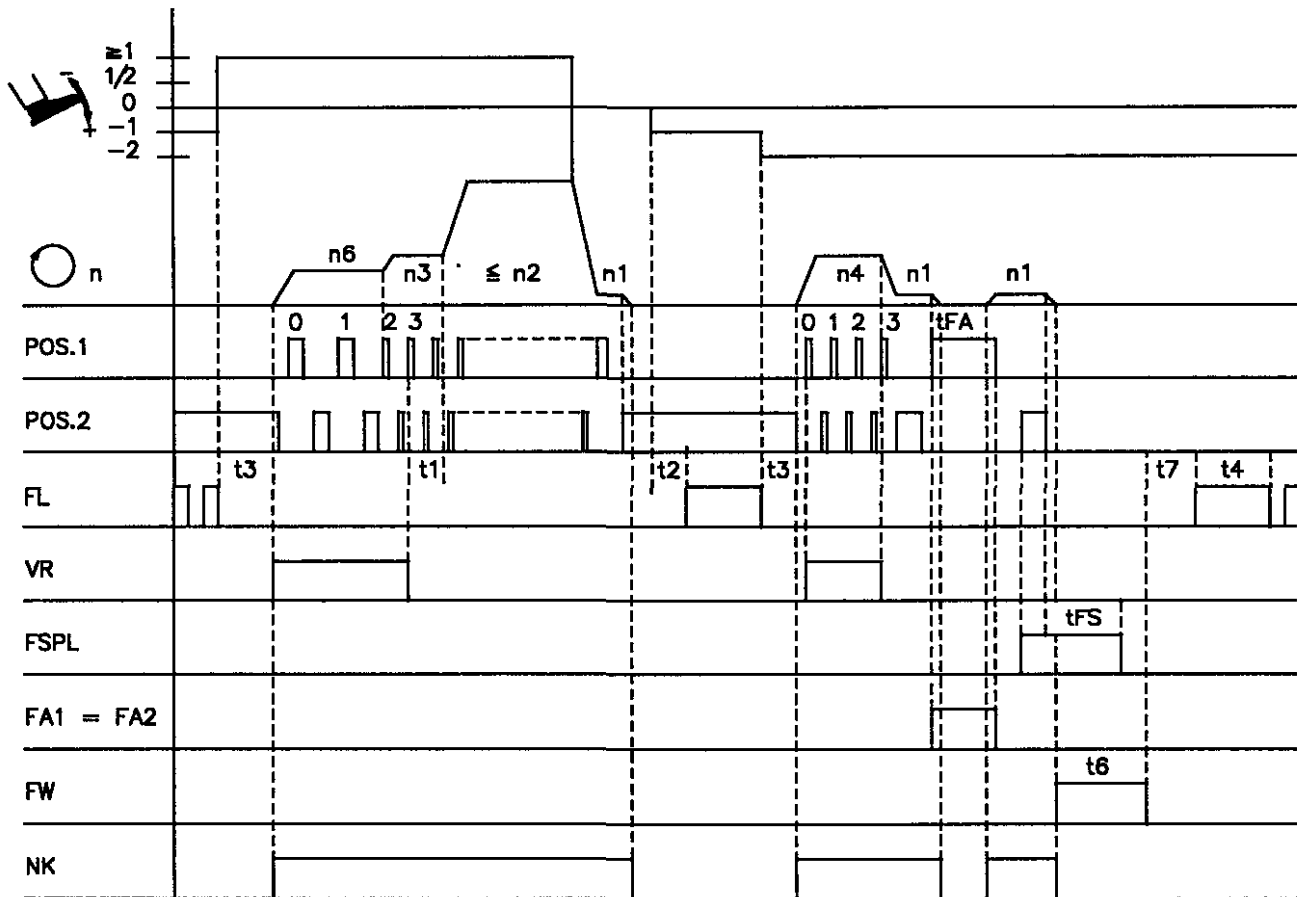 ≧1
1/2
0
-1
-2
-
+
n
n6
n3
≦ n2
n1
n4
n1
n1
POS.1
0 1 2 3
0 1 2 3
tFA
POS.2
FL
t3
t1
t2
t3
t7
t4
VR
FSPL
tFS
FA1 = FA2
FW
t6
NK